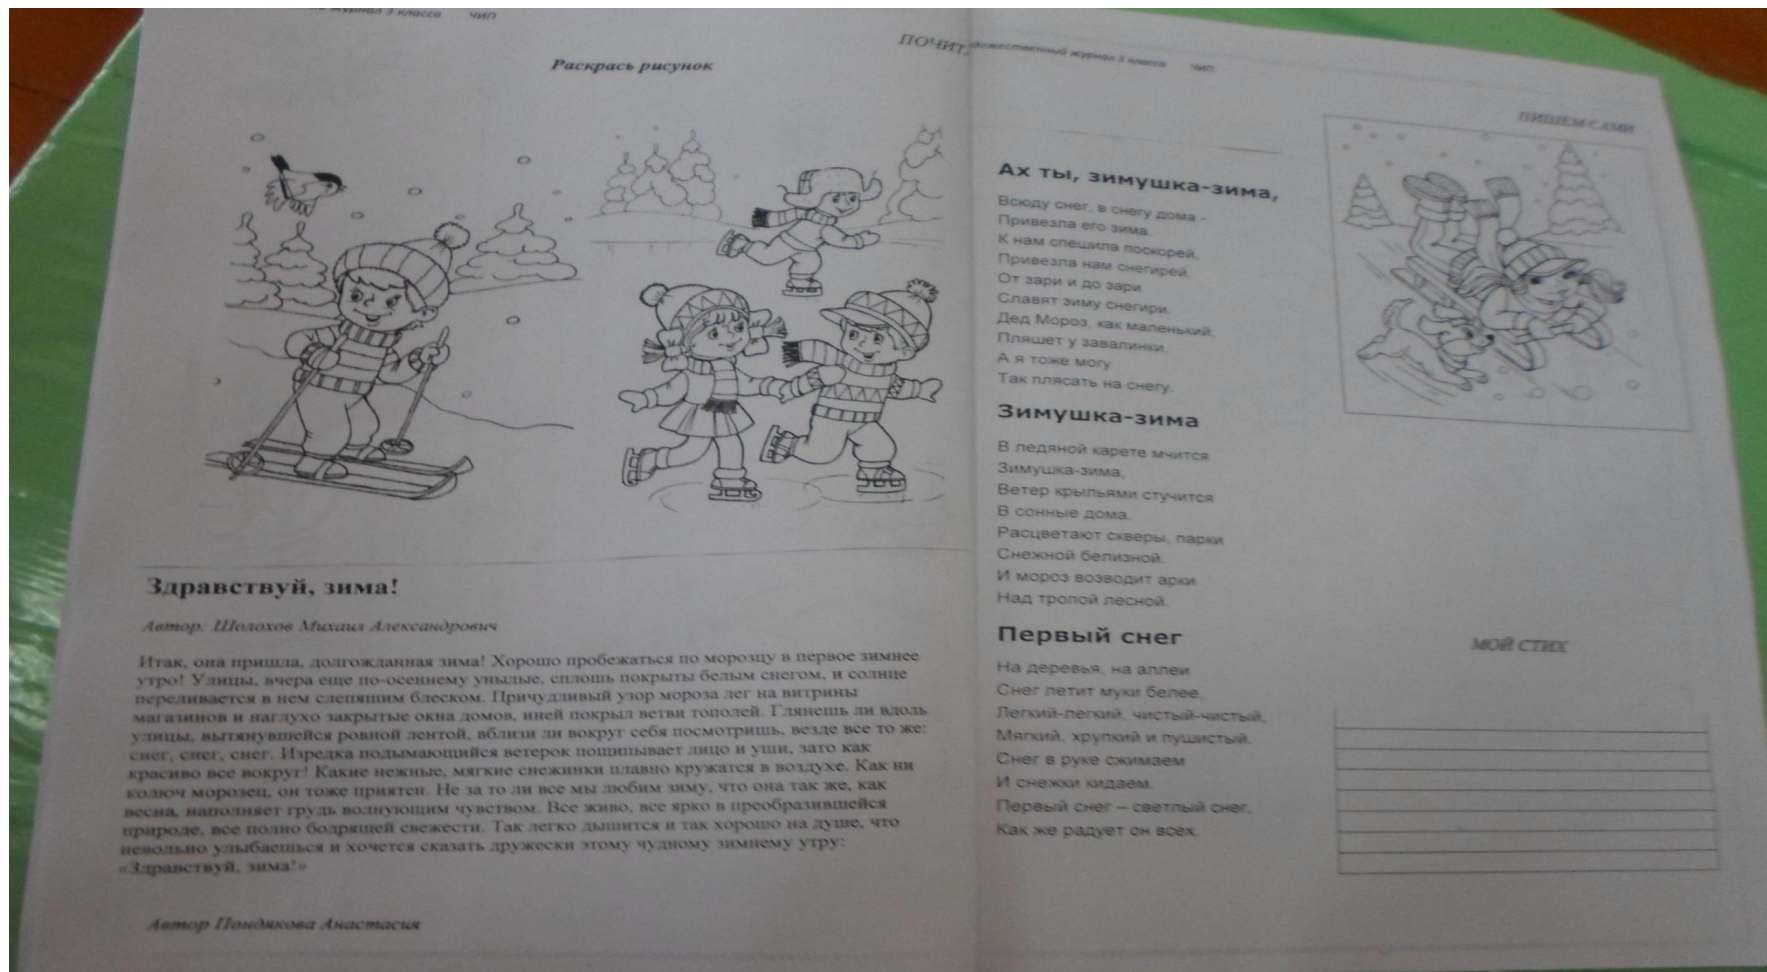 журнал 3 класса ЧИП
Раскрась рисунок
Здравствуй, зима!
Автор: Шолохов Михаил Александрович
Итак, она пришла, долгожданная зима! Хорошо пробежаться по морозцу в первое зимнее
утро! Улицы, вчера еще по-осеннему унылые, сплошь покрыты белым снегом, и солнце
переливается в нем слепящим блеском. Причудливый узор мороза лег на витрины
магазинов и наглухо закрытые окна домов, иней покрыл ветви тополей. Глянешь ли вдоль
улицы, вытянувшейся ровной лентой, вблизи ли вокруг себя посмотришь, везде все то же:
снег, снег, снег. Изредка подымающийся ветерок пощипывает лицо и уши, зато как
красиво все вокруг! Какие нежные, мягкие снежинки плавно кружатся в воздухе. Как ни
колюч морозец, он тоже приятен. Не за то ли все мы любим зиму, что она так же, как
весна, наполняет грудь волнующим чувством. Все живо, все ярко в преобразившейся
природе, все полно бодрящей свежести. Так легко дышится и так хорошо на душе, что
невольно улыбаешься и хочется сказать дружески этому чудному зимнему утру:
«Здравствуй, зима!»
Автор Пондякова Анастасия
ПОЧИТ
дожественный журнал 3 класса ЧИП
ПИШЕМ САМИ
Ах ты, зимушка-зима,
Всюду снег, в снегу дома -
Привезла его зима.
К нам спешила поскорей,
Привезла нам снегирей.
От зари и до зари
Славят зиму снегири.
Дед Мороз, как маленький,
Пляшет у завалинки.
А я тоже могу
Так плясать на снегу.
Зимушка-зима
В ледяной карете мчится
Зимушка-зима,
Ветер крыльями стучится
В сонные дома.
Расцветают скверы, парки
Снежной белизной.
И мороз возводит арки
Над тропой лесной.
Первый снег
На деревья, на аллеи
Снег летит муки белее,
Легкий-легкий, чистый-чистый,
Мягкий, хрупкий и пушистый.
Снег в руке сжимаем
И снежки кидаем.
Первый снег – светлый снег,
Как же радует он всех.
МОЙ СТИХ